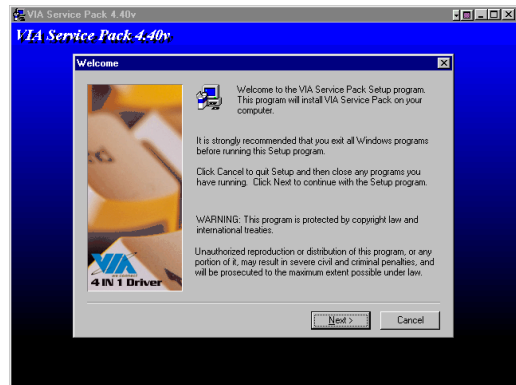 VIA Service Pack 4.40v
VIA Service Pack 4.40v
Welcome
Welcome to the VIA Service Pack Setup program.
This program will install VIA Service Pack on your
computer.
It is strongly recommended that you exit all Windows programs
before running this Setup program.
Click Cancel to quit Setup and then close any programs you
have running. Click Next to continue with the Setup program.
WARNING: This program is protected by copyright law and
international treaties.
Unauthorized reproduction or distribution of this program, or any
portion of it, may result in severe civil and criminal penalties, and
will be prosecuted to the maximum extent possible under law.
VIA
4 IN 1 Driver
Next >
Cancel